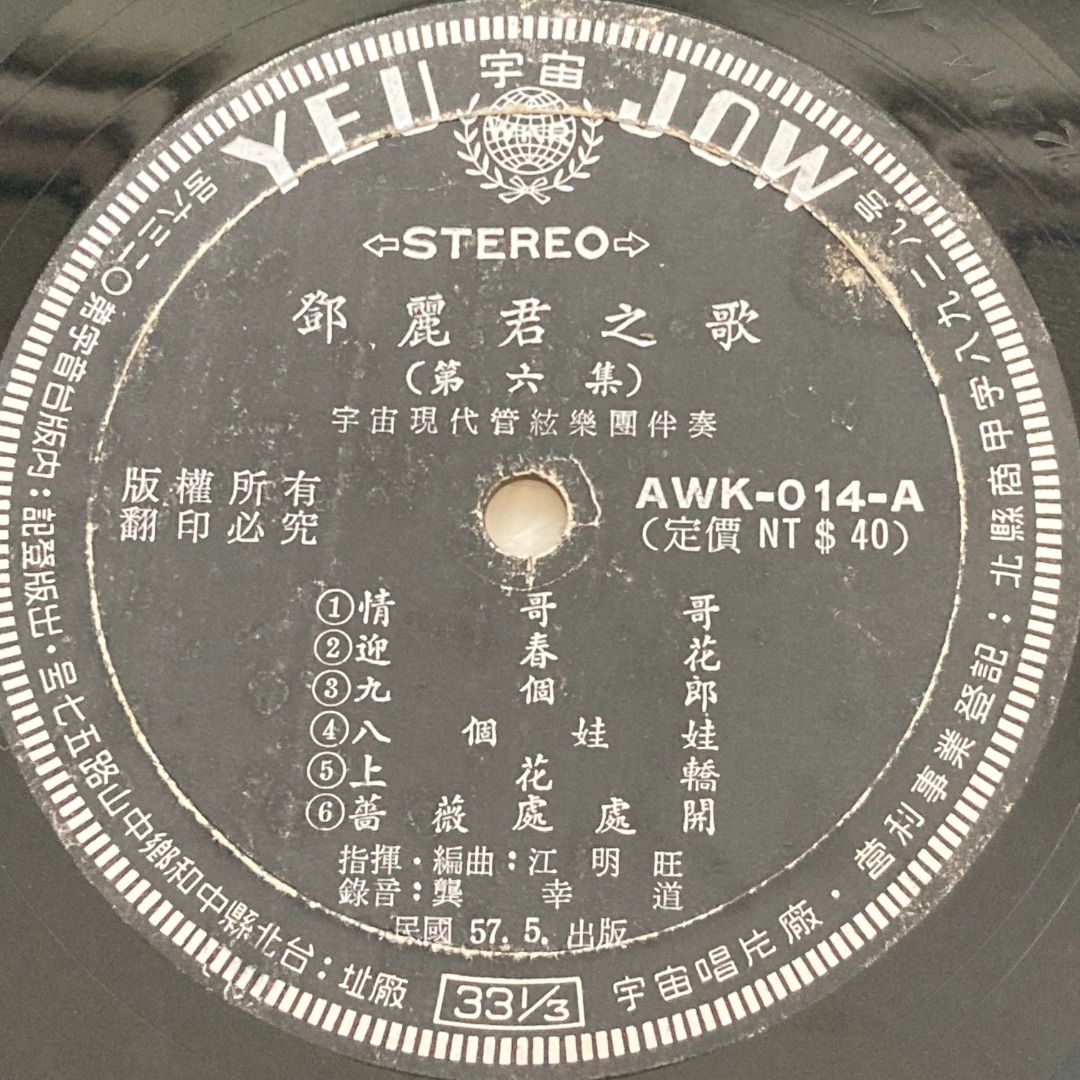 宇宙
YEU JOW
WKR
⇦STEREO⇨
鄧麗君之歌
(第六集)
宇宙現代管絃樂團伴奏
版權所有
翻印必究
AWK-014-A
(定價 NT $ 40)
①情哥哥
②迎春花
③九個郎
④八個娃娃
⑤上花轎
⑥薔薇處處開
指揮・編曲:江明旺
錄音:龔幸道
民國 57. 5. 出版
33⅓
宇宙唱片廠・營利事業登記:北縣商甲字八九二八號
廠址:台北縣中和鄉中山路五七号・出版登記:內版台音字第〇二三六号